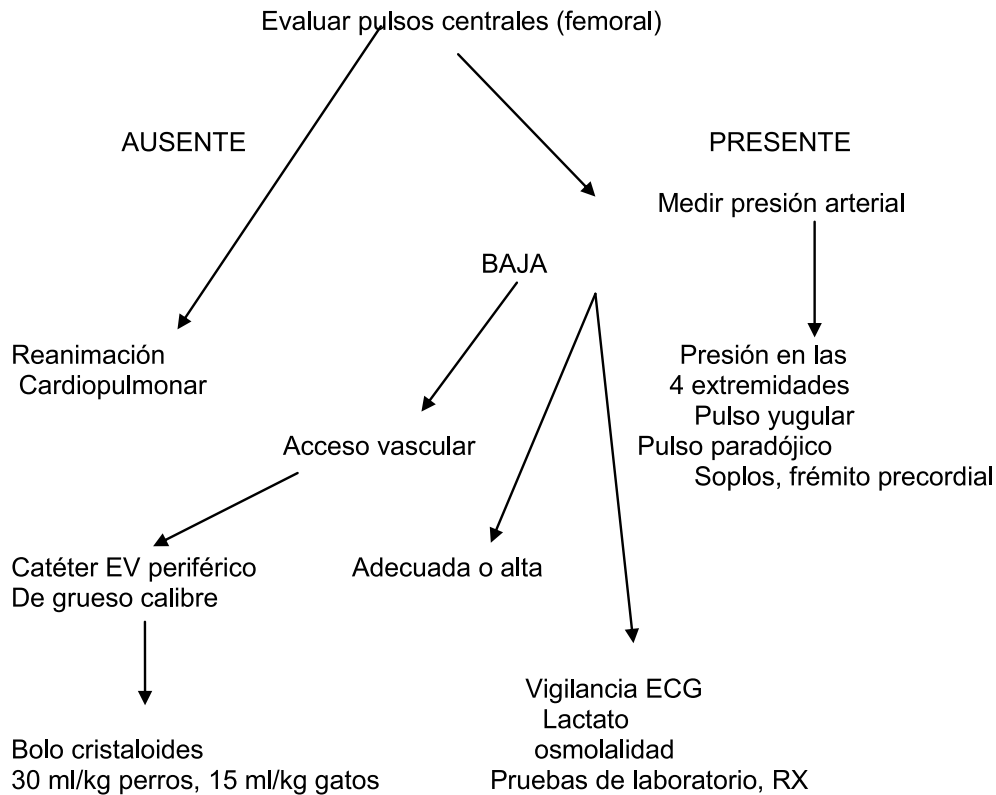 Evaluar pulsos centrales (femoral)
AUSENTE
PRESENTE
Medir presión arterial
BAJA
Reanimación
Cardiopulmonar
Presión en las
4 extremidades
Pulso yugular
Pulso paradójico
Soplos, frémito precordial
Acceso vascular
Catéter EV periférico
De grueso calibre
Adecuada o alta
Vigilancia ECG
Lactato
osmolalidad
Pruebas de laboratorio, RX
Bolo cristaloides
30 ml/kg perros, 15 ml/kg gatos